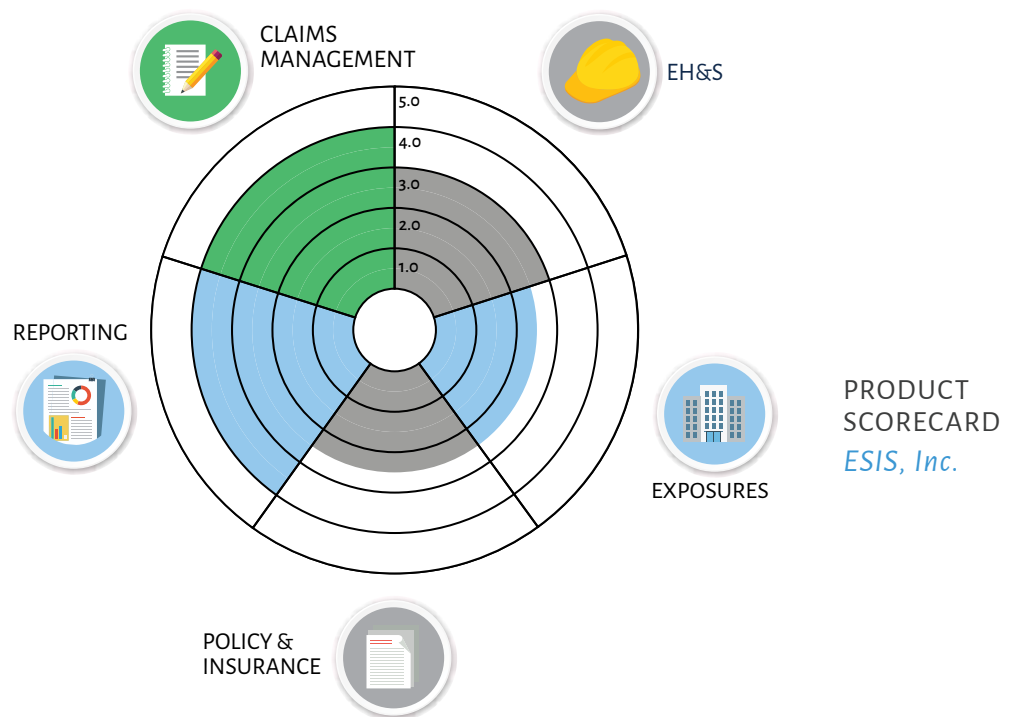 CLAIMS
MANAGEMENT
EH&S
5.0
4.0
3.0
2.0
1.0
REPORTING
EXPOSURES
PRODUCT
SCORECARD
ESIS, Inc.
POLICY &
INSURANCE